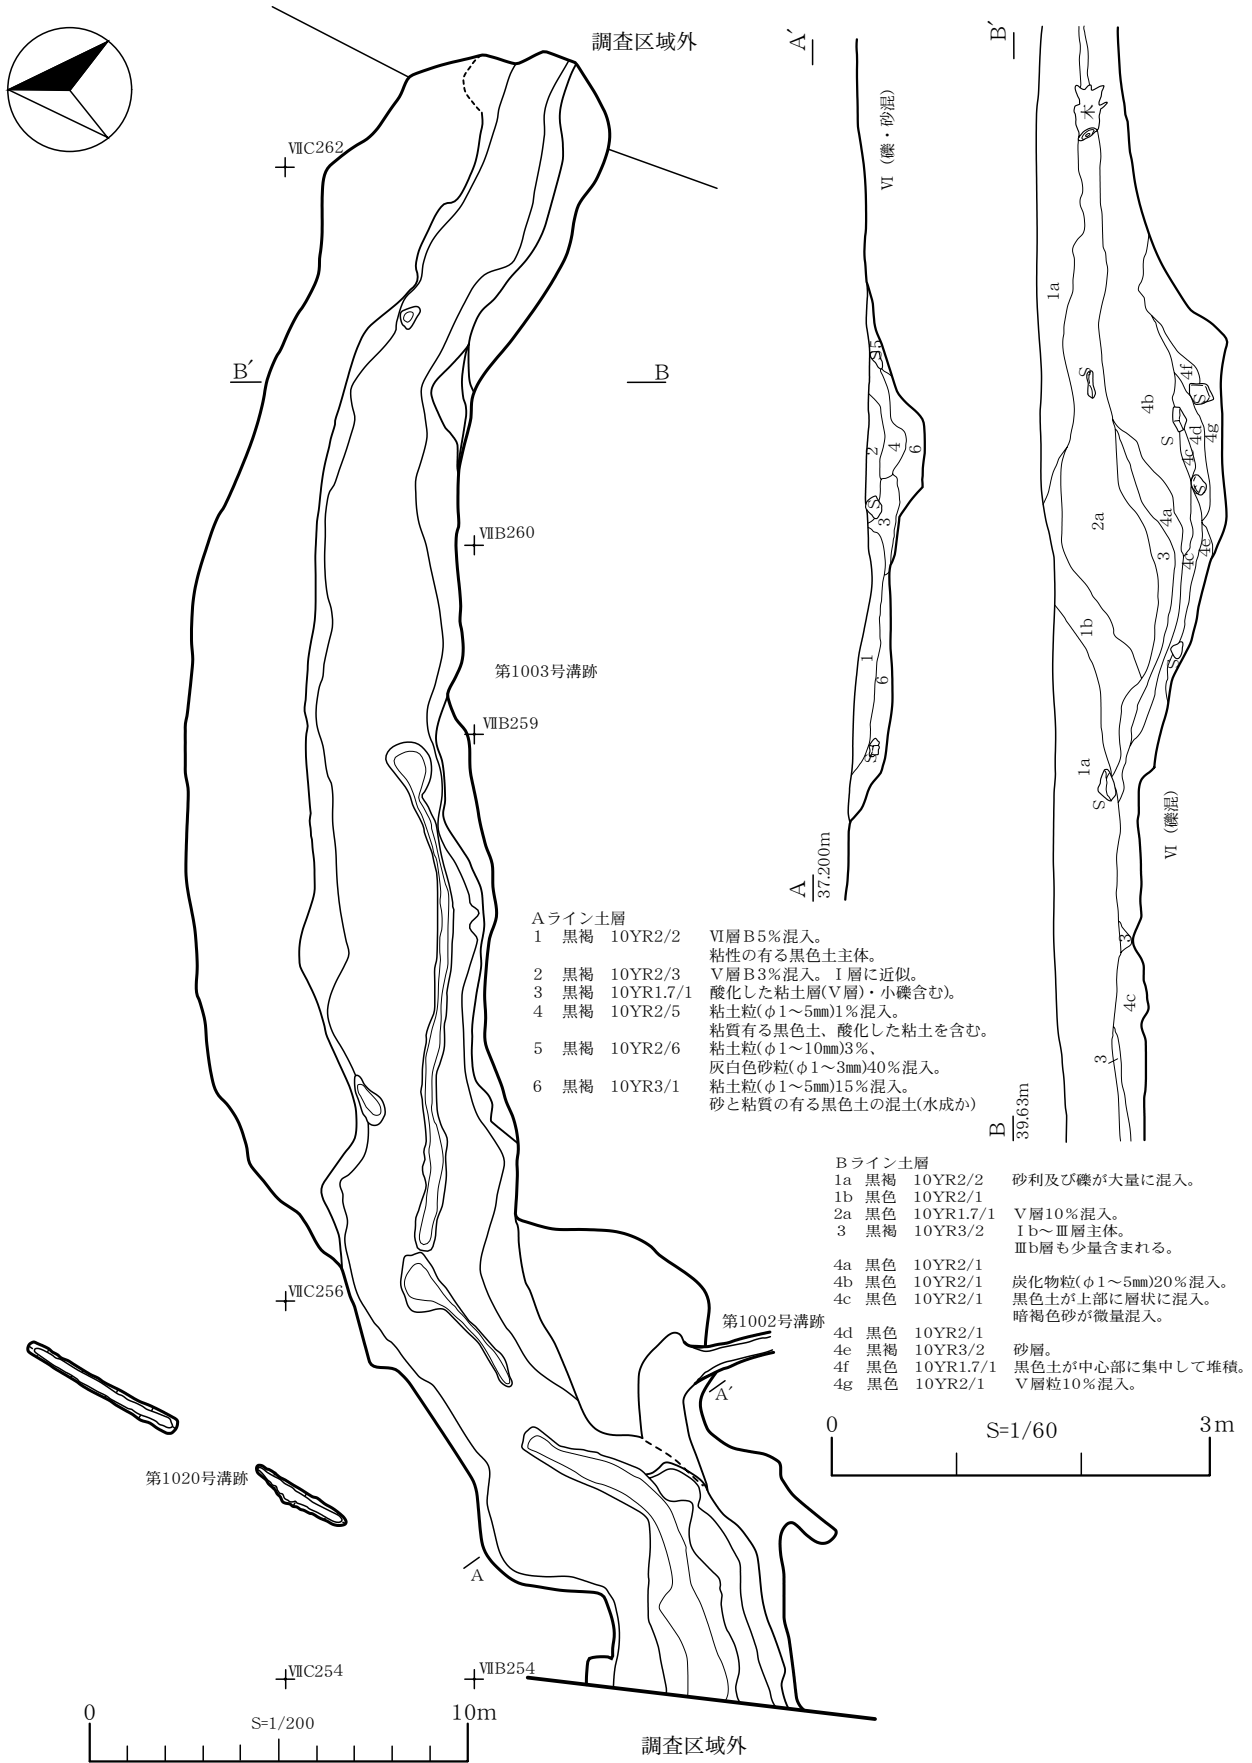 調査区域外
ⅦC262
B′
B
ⅦB260
第1003号溝跡
ⅦB259
ⅦC256
第1002号溝跡
A′
第1020号溝跡
A
ⅦC254
ⅦB254
調査区域外
0
10m
S=1/200
A′
Ⅵ（礫・砂混）
S
5
2
4
6
S
3
1
6
S
A
37.200m
B′
木
1a
S
4b
4f
S
S
4d
4g
4c
S
2a
4a
3
4c
4e
1b
S
1a
S
Ⅵ（礫混）
3
4c
3
B
39.63m
Aライン土層
1 黒褐 10YR2/2 Ⅵ層B5％混入。
粘性の有る黒色土主体。
2 黒褐 10YR2/3 Ⅴ層B3％混入。Ⅰ層に近似。
3 黒褐 10YR1.7/1 酸化した粘土層(Ⅴ層)・小礫含む)。
4 黒褐 10YR2/5 粘土粒(φ1～5㎜)1％混入。
粘質有る黒色土、酸化した粘土を含む。
5 黒褐 10YR2/6 粘土粒(φ1～10㎜)3％、
灰白色砂粒(φ1～3㎜)40％混入。
6 黒褐 10YR3/1 粘土粒(φ1～5㎜)15％混入。
砂と粘質の有る黒色土の混土(水成か)
Bライン土層
1a 黒褐 10YR2/2 砂利及び礫が大量に混入。
1b 黒色 10YR2/1
2a 黒色 10YR1.7/1 Ⅴ層10％混入。
3 黒褐 10YR3/2 Ⅰb～Ⅲ層主体。
Ⅲb層も少量含まれる。
4a 黒色 10YR2/1
4b 黒色 10YR2/1 炭化物粒(φ1～5㎜)20％混入。
4c 黒色 10YR2/1 黒色土が上部に層状に混入。
暗褐色砂が微量混入。
4d 黒色 10YR2/1
4e 黒褐 10YR3/2 砂層。
4f 黒色 10YR1.7/1 黒色土が中心部に集中して堆積。
4g 黒色 10YR2/1 Ⅴ層粒10％混入。
0
S=1/60
3m